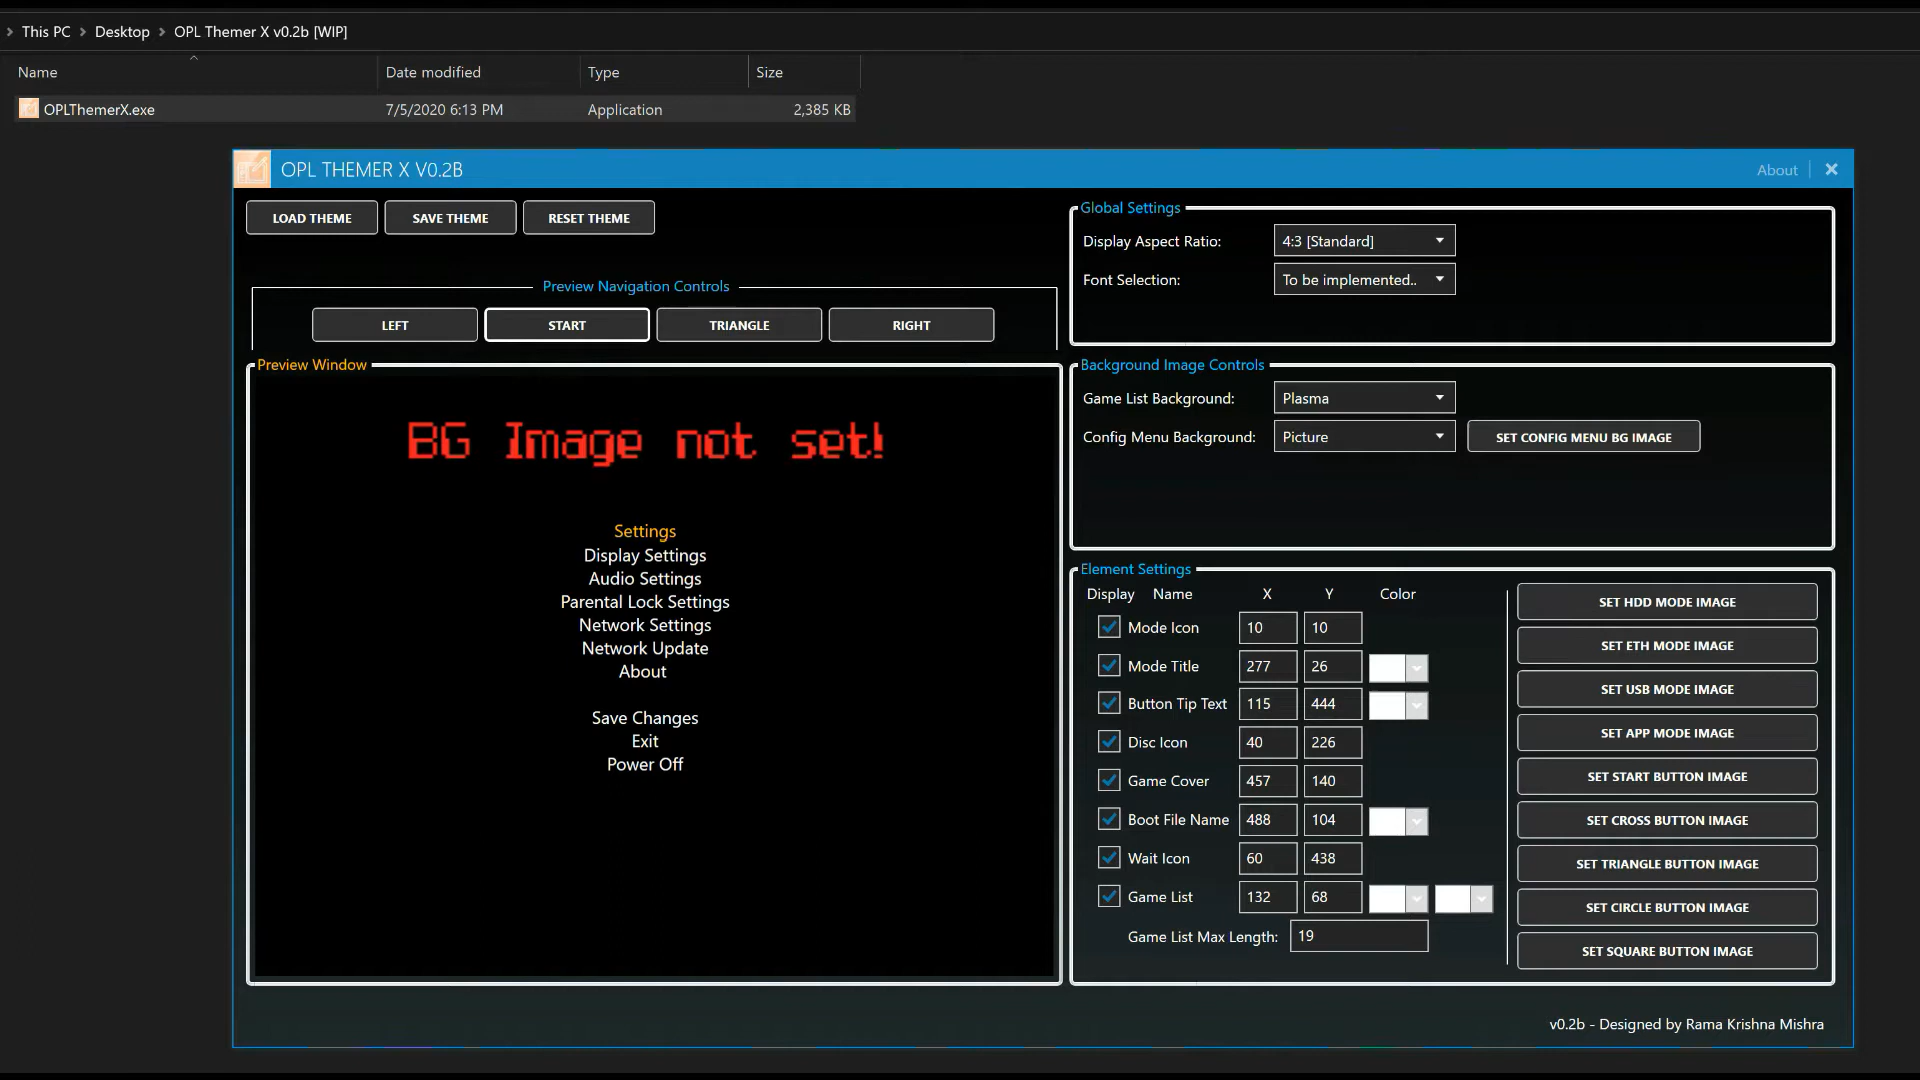 This PC > Desktop > OPL Themer X v0.2b [WIP]
Name Date modified Type Size
OPLThemerX.exe 7/5/2020 6:13 PM Application 2,385 KB
OPL THEMER X V0.2B About
LOAD THEME SAVE THEME RESET THEME
Preview Navigation Controls
LEFT START TRIANGLE RIGHT
Preview Window
BG Image not set!
Settings
Display Settings
Audio Settings
Parental Lock Settings
Network Settings
Network Update
About
Save Changes
Exit
Power Off
Global Settings
Display Aspect Ratio: 4:3 [Standard]
Font Selection: To be implemented..
Background Image Controls
Game List Background: Plasma
Config Menu Background: Picture SET CONFIG MENU BG IMAGE
Element Settings
Display Name X Y Color
Mode Icon 10 10
Mode Title 277 26
Button Tip Text 115 444
Disc Icon 40 226
Game Cover 457 140
Boot File Name 488 104
Wait Icon 60 438
Game List 132 68
Game List Max Length: 19
SET HDD MODE IMAGE
SET ETH MODE IMAGE
SET USB MODE IMAGE
SET APP MODE IMAGE
SET START BUTTON IMAGE
SET CROSS BUTTON IMAGE
SET TRIANGLE BUTTON IMAGE
SET CIRCLE BUTTON IMAGE
SET SQUARE BUTTON IMAGE
v0.2b - Designed by Rama Krishna Mishra